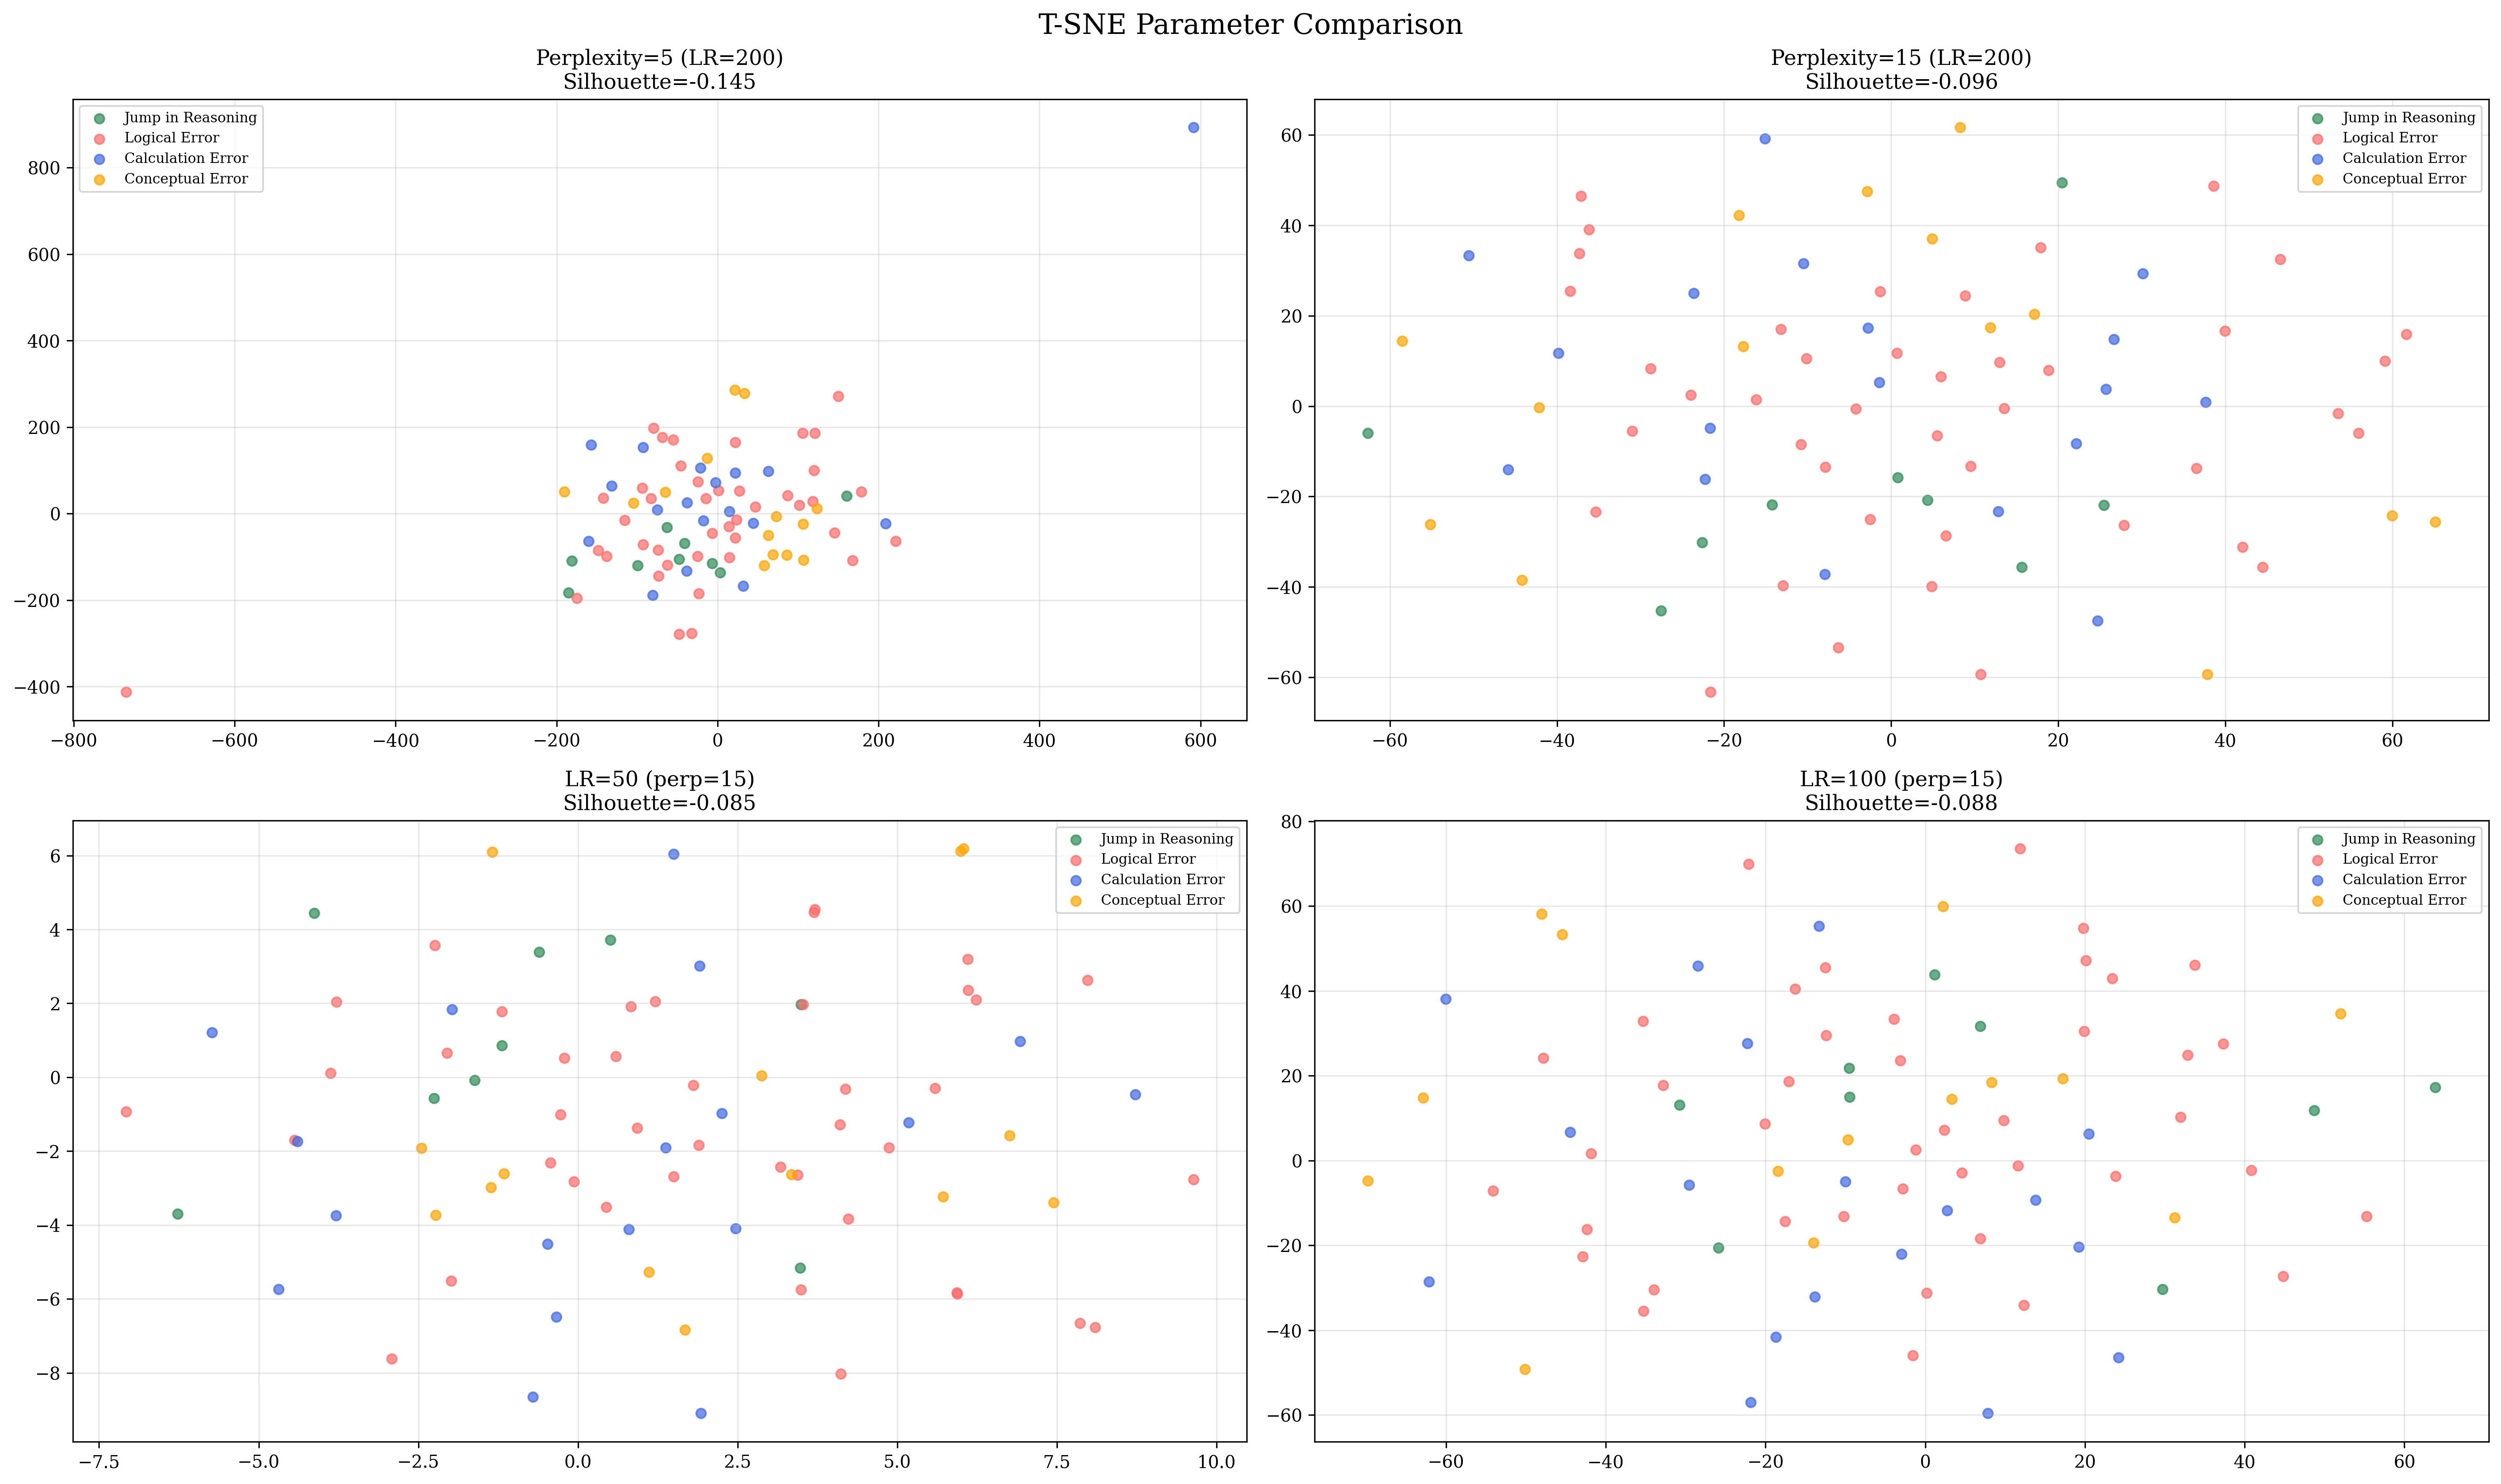 T-SNE Parameter Comparison
Perplexity=5 (LR=200)
Silhouette=-0.145
Jump in Reasoning
Logical Error
Calculation Error
Conceptual Error
800
600
400
200
0
−200
−400
−800
−600
−400
−200
0
200
400
600
Perplexity=15 (LR=200)
Silhouette=-0.096
Jump in Reasoning
Logical Error
Calculation Error
Conceptual Error
60
40
20
0
−20
−40
−60
−60
−40
−20
0
20
40
60
LR=50 (perp=15)
Silhouette=-0.085
Jump in Reasoning
Logical Error
Calculation Error
Conceptual Error
6
4
2
0
−2
−4
−6
−8
−7.5
−5.0
−2.5
0.0
2.5
5.0
7.5
10.0
LR=100 (perp=15)
Silhouette=-0.088
Jump in Reasoning
Logical Error
Calculation Error
Conceptual Error
80
60
40
20
0
−20
−40
−60
−60
−40
−20
0
20
40
60